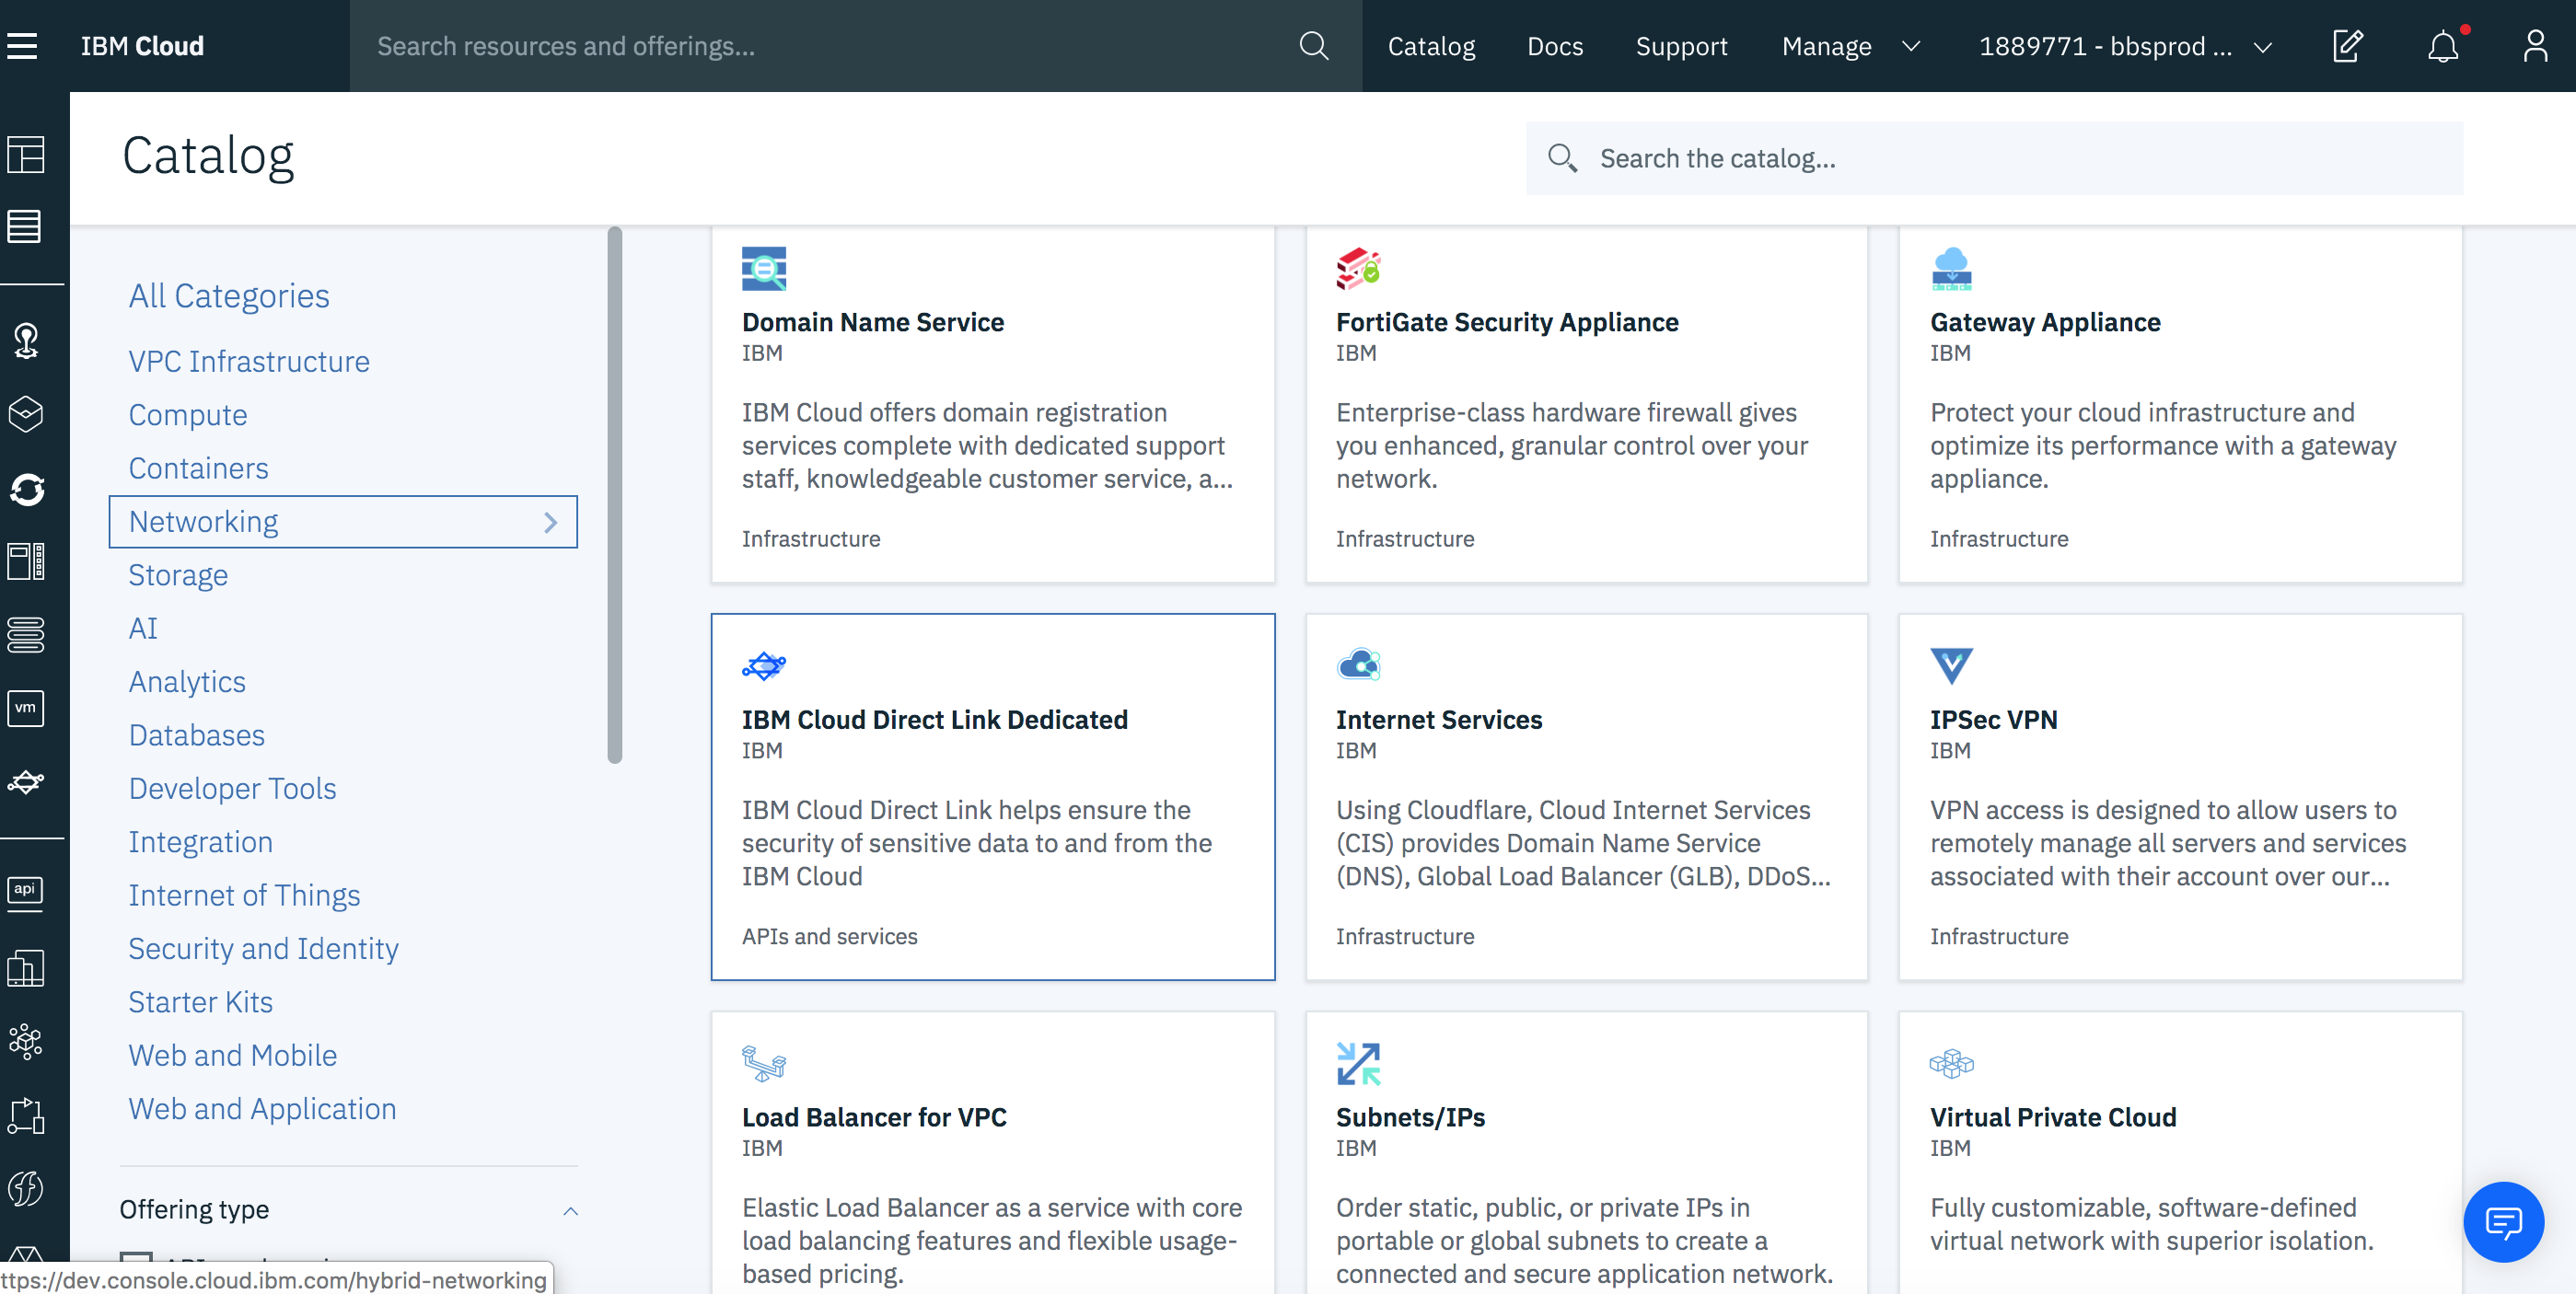 IBM Cloud
Search resources and offerings...
Catalog
Docs
Support
Manage
1889771 - bbsprod ...
Catalog
Search the catalog...
All Categories
VPC Infrastructure
Compute
Containers
Networking
Storage
AI
Analytics
Databases
Developer Tools
Integration
Internet of Things
Security and Identity
Starter Kits
Web and Mobile
Web and Application
Offering type
ttps://dev.console.cloud.ibm.com/hybrid-networking
vm
api
Domain Name Service
IBM
IBM Cloud offers domain registration
services complete with dedicated support
staff, knowledgeable customer service, a...
Infrastructure
FortiGate Security Appliance
IBM
Enterprise-class hardware firewall gives
you enhanced, granular control over your
network.
Infrastructure
Gateway Appliance
IBM
Protect your cloud infrastructure and
optimize its performance with a gateway
appliance.
Infrastructure
IBM Cloud Direct Link Dedicated
IBM
IBM Cloud Direct Link helps ensure the
security of sensitive data to and from the
IBM Cloud
APIs and services
Internet Services
IBM
Using Cloudflare, Cloud Internet Services
(CIS) provides Domain Name Service
(DNS), Global Load Balancer (GLB), DDoS...
Infrastructure
IPSec VPN
IBM
VPN access is designed to allow users to
remotely manage all servers and services
associated with their account over our...
Infrastructure
Load Balancer for VPC
IBM
Elastic Load Balancer as a service with core
load balancing features and flexible usage-
based pricing.
Subnets/IPs
IBM
Order static, public, or private IPs in
portable or global subnets to create a
connected and secure application network.
Virtual Private Cloud
IBM
Fully customizable, software-defined
virtual network with superior isolation.